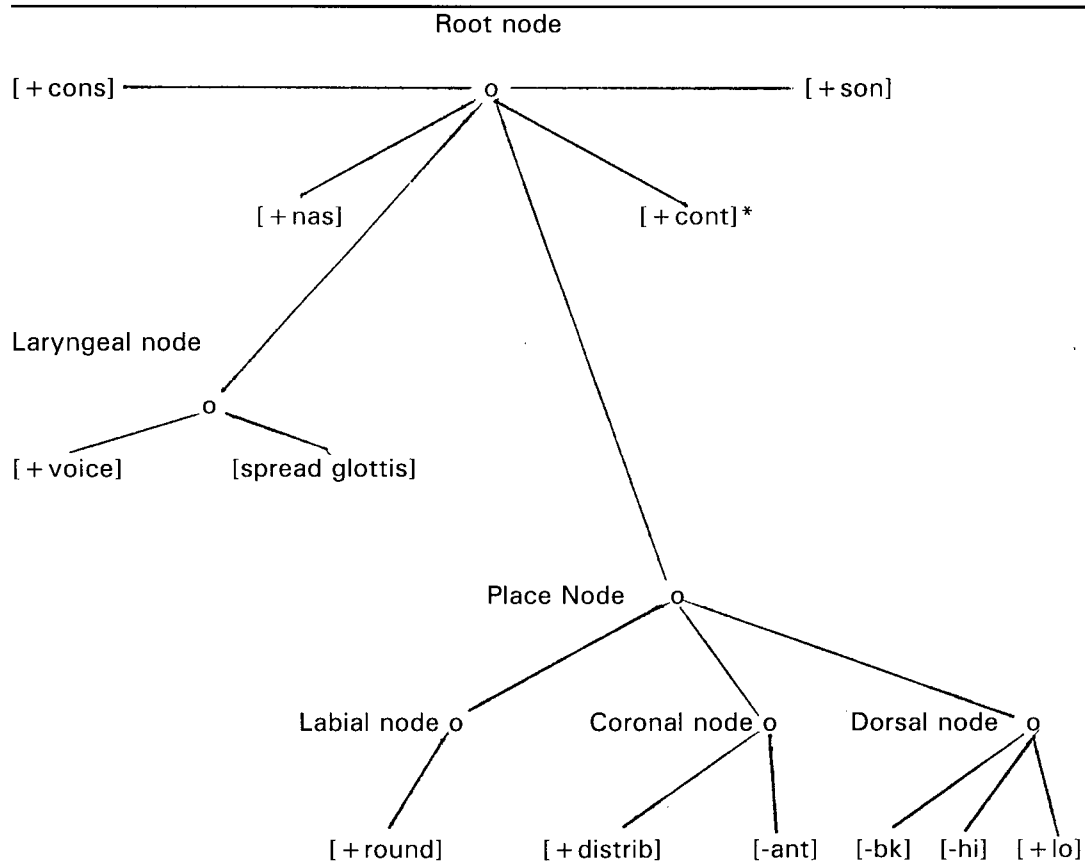 Root node
[+cons] o [+son]
[+nas] [+cont]*
Laryngeal node
o
[+voice] [spread glottis]
Place Node o
Labial node o Coronal node o Dorsal node o
[+round] [+distrib] [-ant] [-bk] [-hi] [+lo]